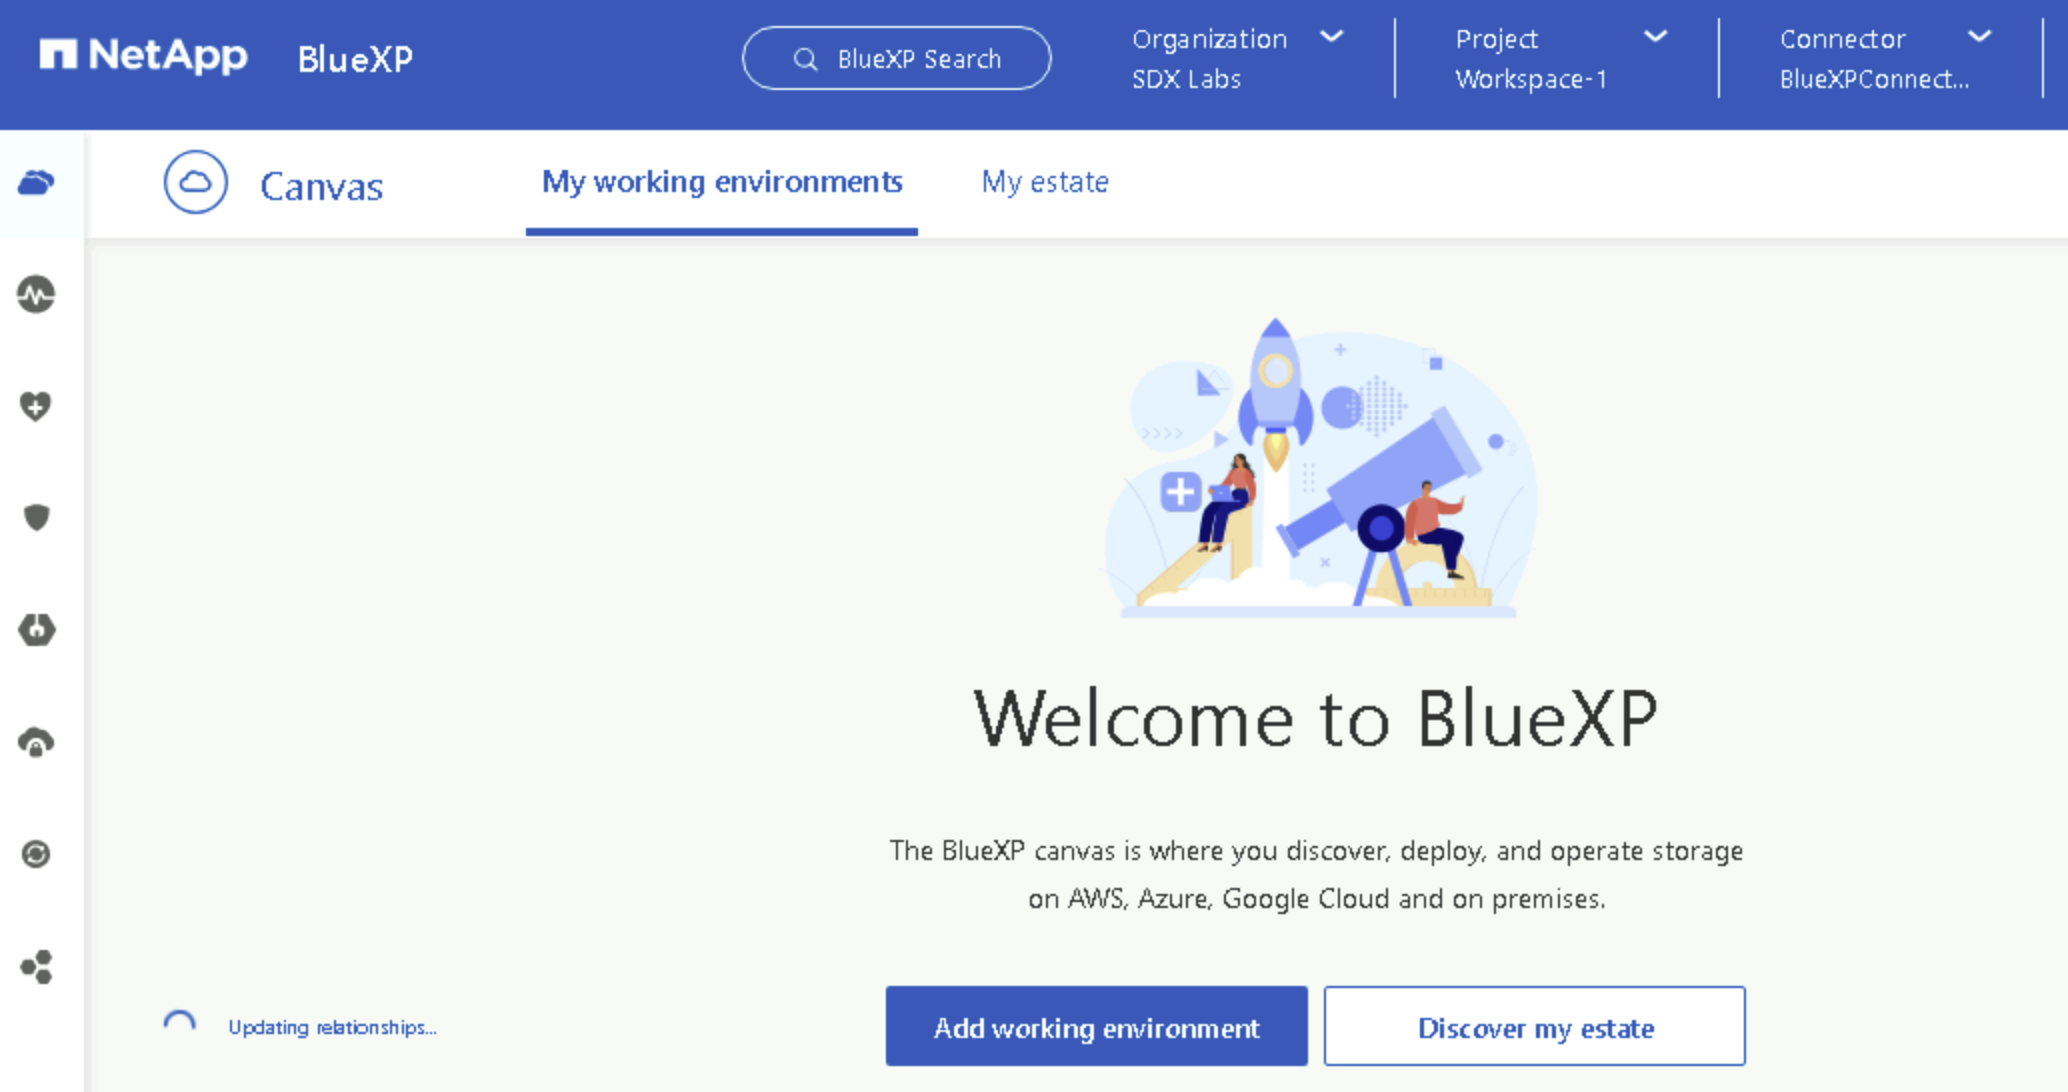 NetApp BlueXP
BlueXP Search
Organization
SDX Labs
Project
Workspace-1
Connector
BlueXPConnect...
Canvas
My working environments
My estate
Welcome to BlueXP
The BlueXP canvas is where you discover, deploy, and operate storage
on AWS, Azure, Google Cloud and on premises.
Updating relationships...
Add working environment
Discover my estate